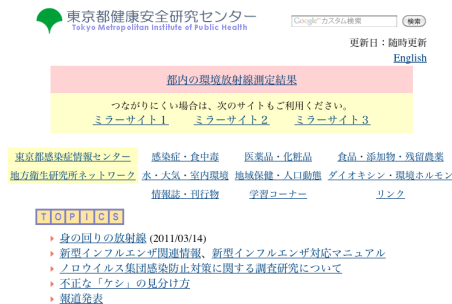 東京都健康安全研究センター
Tokyo Metropolitan Institute of Public Health
Google™ カスタム検索 検索
更新日：随時更新
English
都内の環境放射線測定結果
つながりにくい場合は、次のサイトもご利用ください。
ミラーサイト１ ミラーサイト２ ミラーサイト３
東京都感染症情報センター 感染症・食中毒 医薬品・化粧品 食品・添加物・残留農薬
地方衛生研究所ネットワーク 水・大気・室内環境 地域保健・人口動態 ダイオキシン・環境ホルモン
情報誌・刊行物 学習コーナー リンク
TOPICS
身の回りの放射線 (2011/03/14)
新型インフルエンザ関連情報、新型インフルエンザ対応マニュアル
ノロウイルス集団感染防止対策に関する調査研究について
不正な「ケシ」の見分け方
報道発表